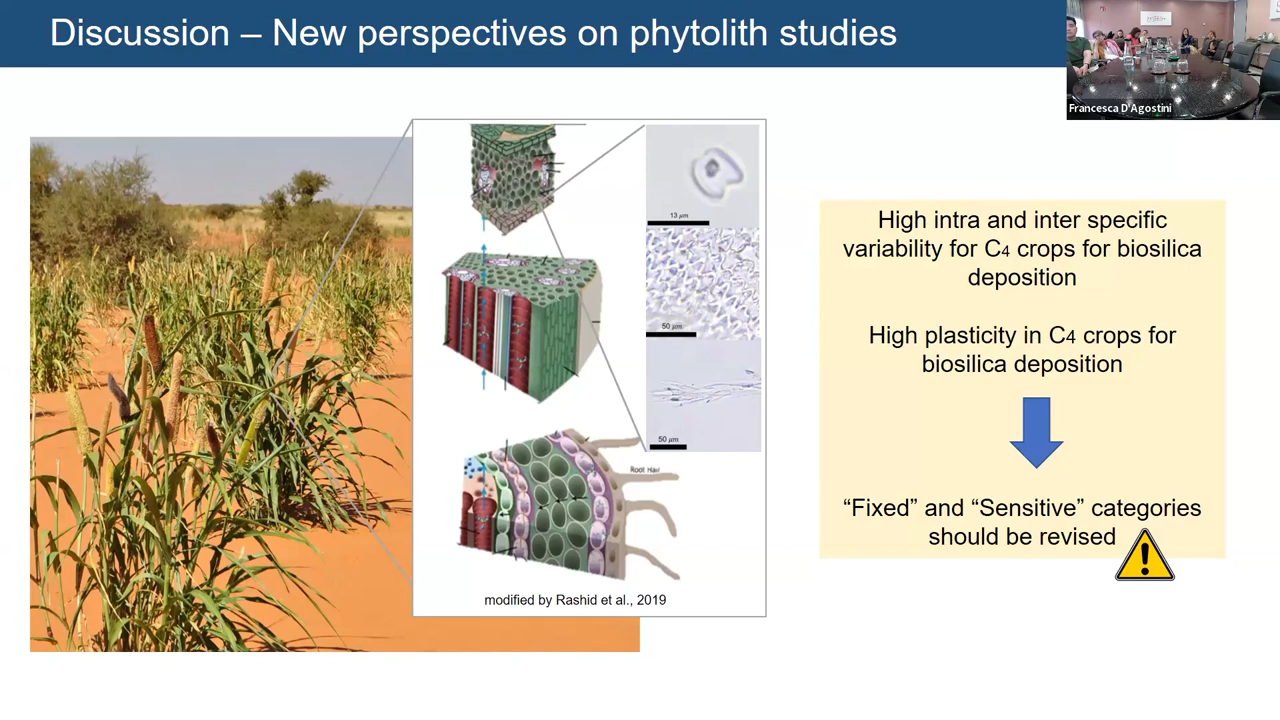 Discussion – New perspectives on phytolith studies
Francesca D'Agostini
13 µm
50 µm
50 µm
Root Hair
modified by Rashid et al., 2019
High intra and inter specific
variability for C4 crops for biosilica
deposition
High plasticity in C4 crops for
biosilica deposition
“Fixed” and “Sensitive” categories
should be revised